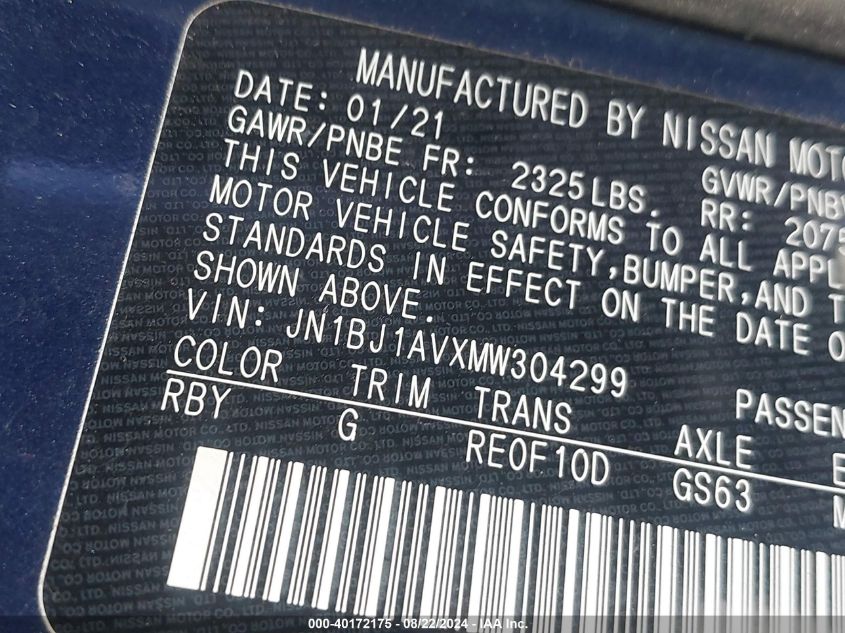 MANUFACTURED BY NISSAN MOTO
DATE: 01/21
GAWR/PNBE FR: 2325 LBS. GVWR/PNBV
RR: 2075
THIS VEHICLE CONFORMS TO ALL APPL
MOTOR VEHICLE SAFETY, BUMPER, AND T
STANDARDS IN EFFECT ON THE DATE O
SHOWN ABOVE.
VIN: JN1BJ1AVXMW304299
PASSEN
COLOR TRIM TRANS AXLE E
RBY G RE0F10D GS63 M
000-40172175 - 08/22/2024 - IAA Inc.